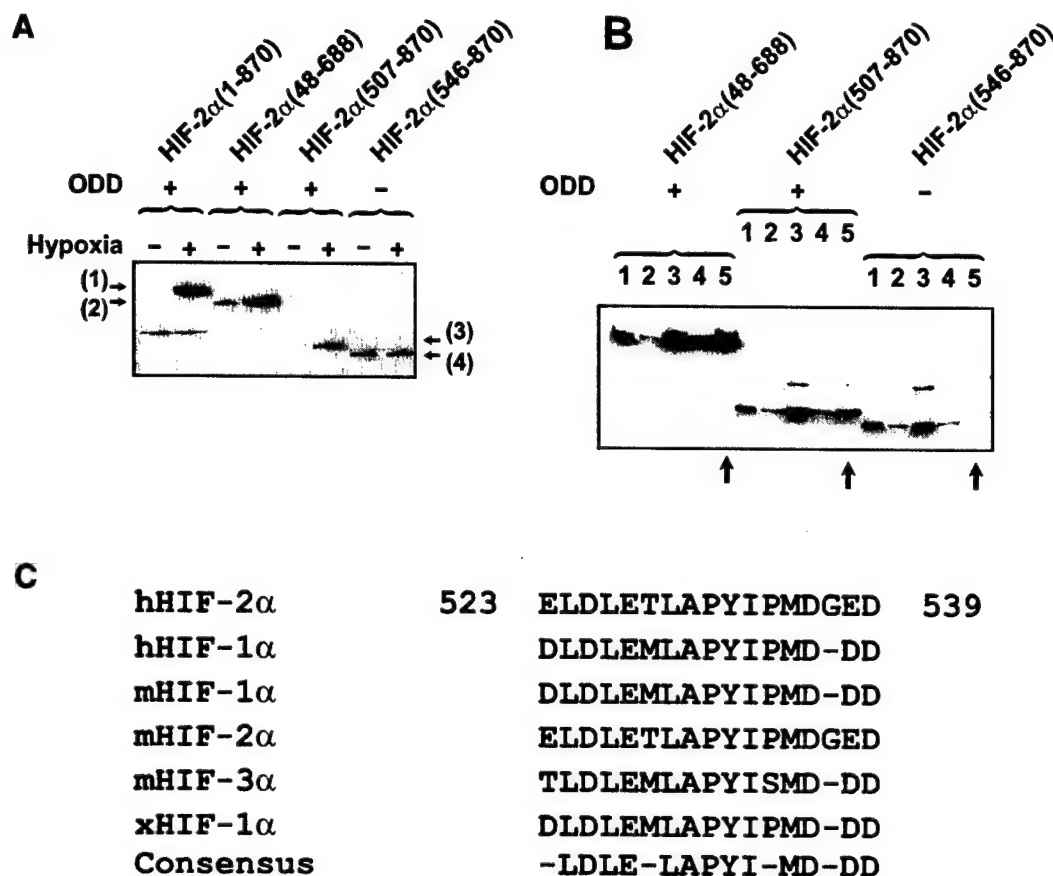 A
HIF-2α(1-870)
HIF-2α(48-688)
HIF-2α(507-870)
HIF-2α(546-870)
ODD + + + −
Hypoxia − + − + − + − +
(1)
(2)
(3)
(4)
B
HIF-2α(48-688)
HIF-2α(507-870)
HIF-2α(546-870)
ODD + + −
1 2 3 4 5
1 2 3 4 5 1 2 3 4 5
C
hHIF-2α 523 ELDLETLAPYIPMDGED 539
hHIF-1α DLDLEMLAPYIPMD-DD
mHIF-1α DLDLEMLAPYIPMD-DD
mHIF-2α ELDLETLAPYIPMDGED
mHIF-3α TLDLEMLAPYISMD-DD
xHIF-1α DLDLEMLAPYIPMD-DD
Consensus -LDLE-LAPYI-MD-DD